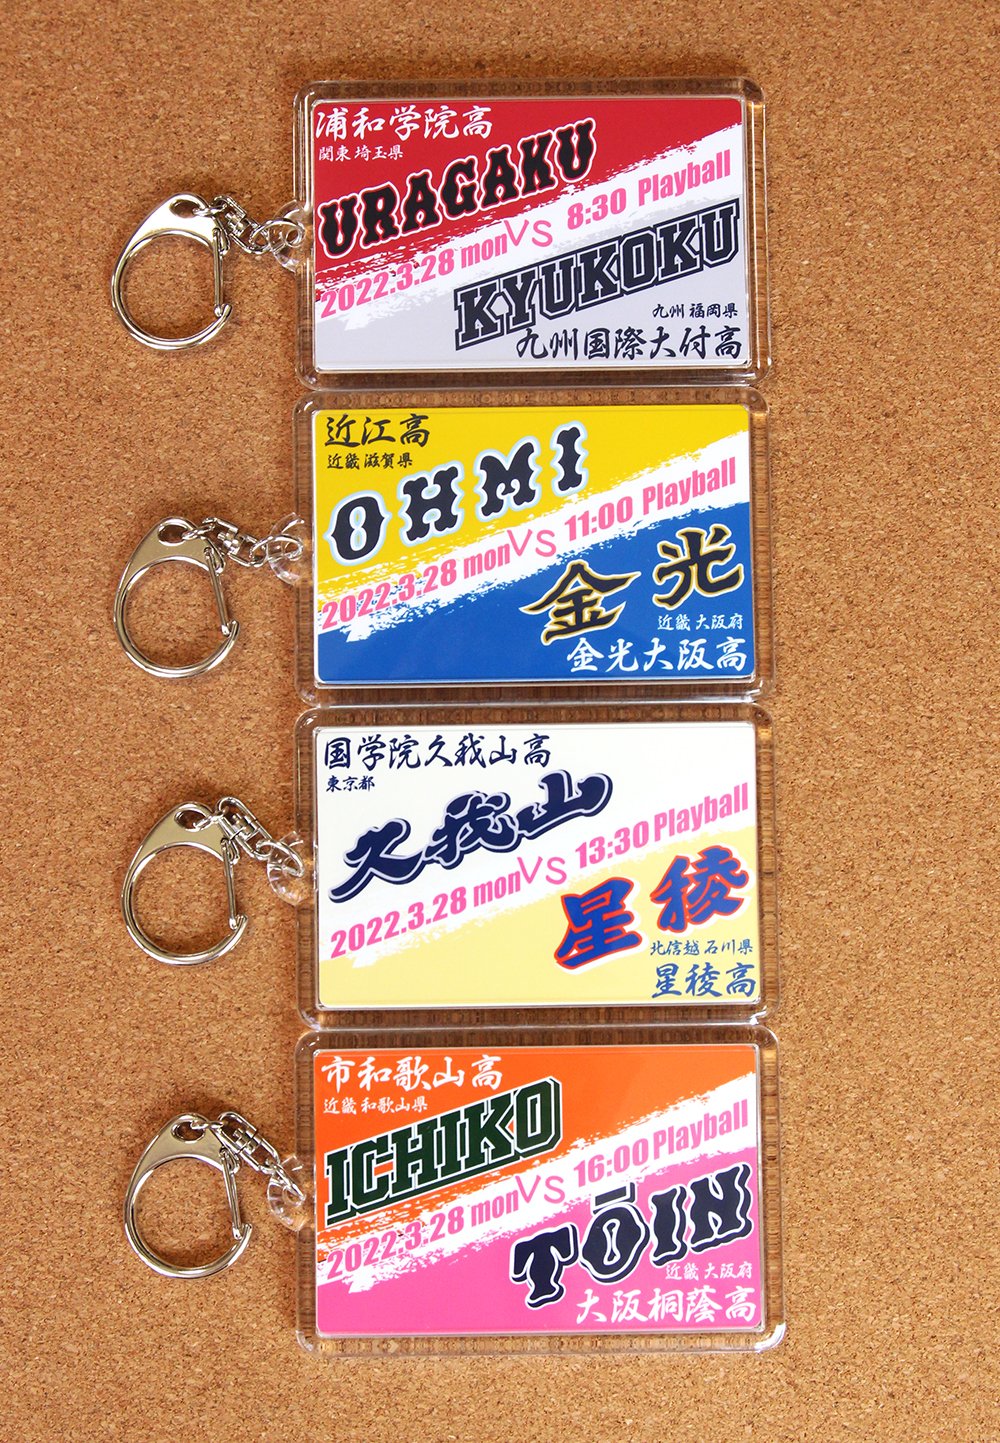 浦和学院高
関東 埼玉県
URAGAKU
2022.3.28 mon VS 8:30 Playball
KYUKOKU
九州 福岡県
九州国際大付高
近江高
近畿 滋賀県
OHMI
2022.3.28 mon VS 11:00 Playball
金光
近畿 大阪府
金光大阪高
国学院久我山高
東京都
久我山
2022.3.28 mon VS 13:30 Playball
星稜
北信越 石川県
星稜高
市和歌山高
近畿 和歌山県
ICHIKO
2022.3.28 mon VS 16:00 Playball
TŌIN
近畿 大阪府
大阪桐蔭高